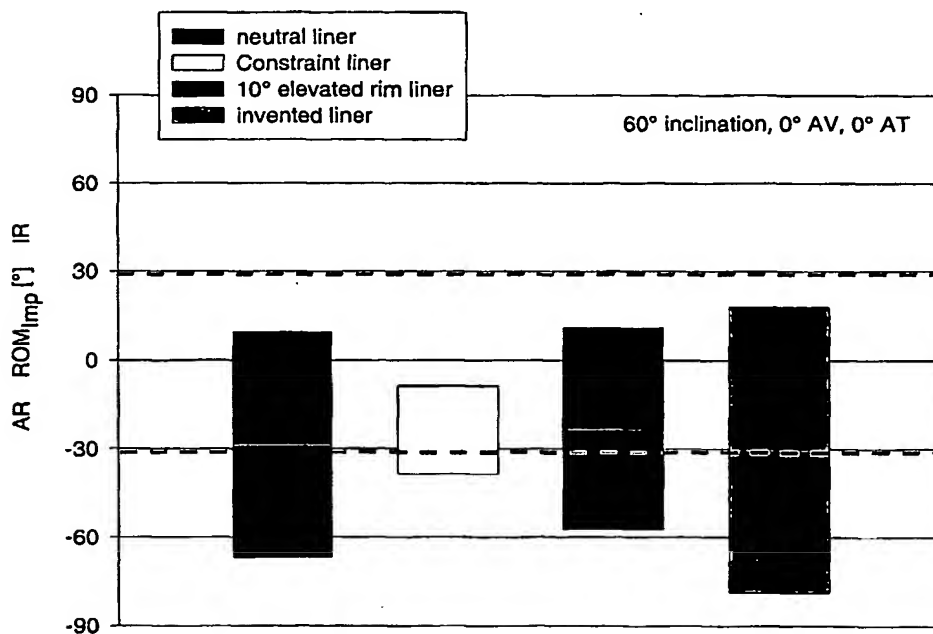 neutral liner
Constraint liner
10° elevated rim liner
invented liner
60° inclination, 0° AV, 0° AT
90
60
30
0
-30
-60
-90
AR ROMImp [°] IR